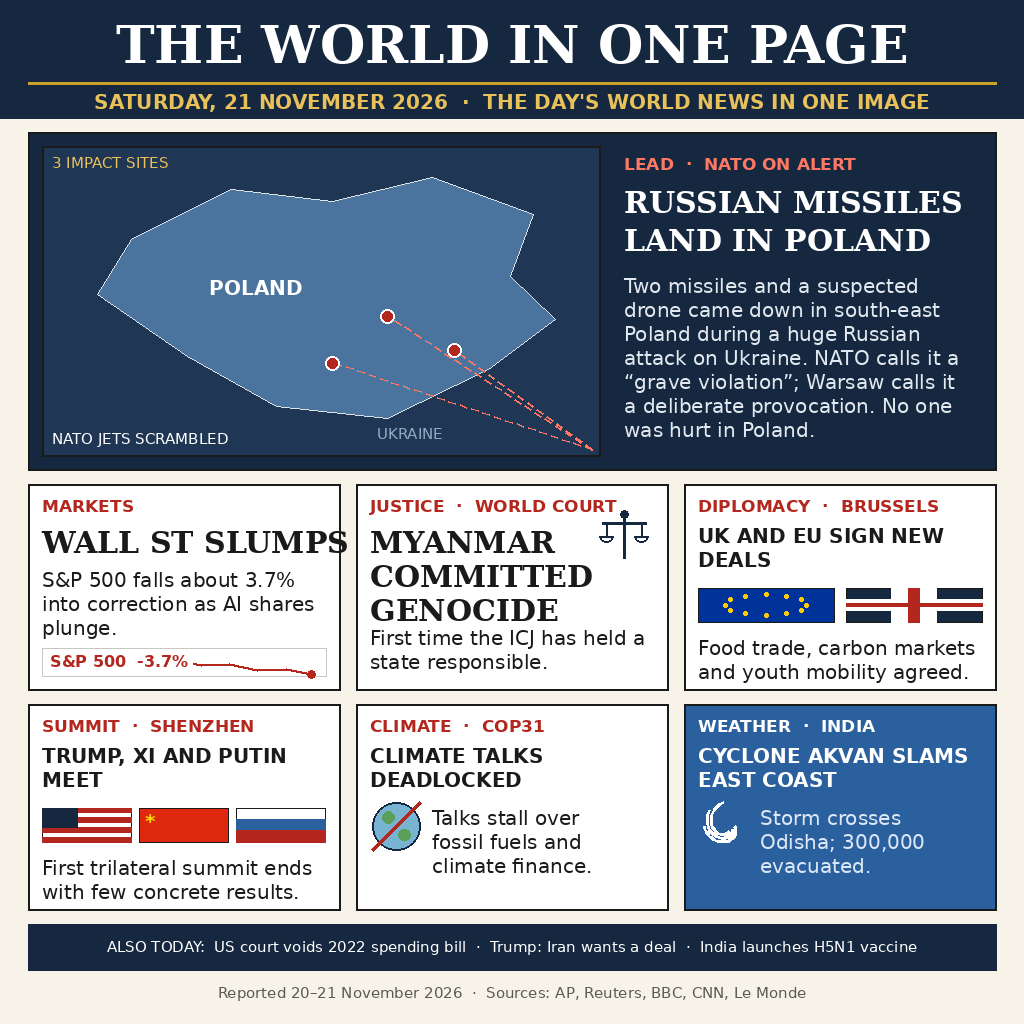 THE WORLD IN ONE PAGE
SATURDAY, 21 NOVEMBER 2026 · THE DAY'S WORLD NEWS IN ONE IMAGE
3 IMPACT SITES
POLAND
NATO JETS SCRAMBLED
UKRAINE
LEAD · NATO ON ALERT
RUSSIAN MISSILES
LAND IN POLAND
Two missiles and a suspected
drone came down in south-east
Poland during a huge Russian
attack on Ukraine. NATO calls it a
“grave violation”; Warsaw calls it
a deliberate provocation. No one
was hurt in Poland.
MARKETS
WALL ST SLUMPS
S&P 500 falls about 3.7%
into correction as AI shares
plunge.
S&P 500 -3.7%
JUSTICE · WORLD COURT
MYANMAR
COMMITTED
GENOCIDE
First time the ICJ has held a
state responsible.
DIPLOMACY · BRUSSELS
UK AND EU SIGN NEW
DEALS
Food trade, carbon markets
and youth mobility agreed.
SUMMIT · SHENZHEN
TRUMP, XI AND PUTIN
MEET
First trilateral summit ends
with few concrete results.
CLIMATE · COP31
CLIMATE TALKS
DEADLOCKED
Talks stall over
fossil fuels and
climate finance.
WEATHER · INDIA
CYCLONE AKVAN SLAMS
EAST COAST
Storm crosses
Odisha; 300,000
evacuated.
ALSO TODAY: US court voids 2022 spending bill · Trump: Iran wants a deal · India launches H5N1 vaccine
Reported 20–21 November 2026 · Sources: AP, Reuters, BBC, CNN, Le Monde